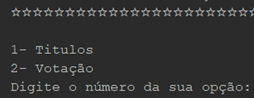 ☆☆☆☆☆☆☆☆☆☆☆☆☆☆☆☆☆☆☆☆☆☆
1- Titulos
2- Votação
Digite o número da sua opção: